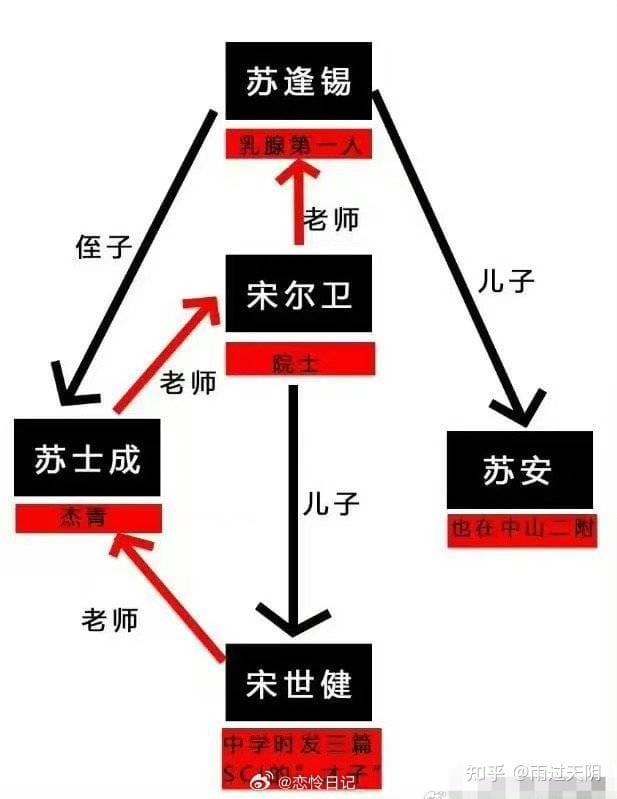 苏逢锡
乳腺第一人
老师
侄子
宋尔卫
儿子
院士
老师
苏士成
杰青
苏安
也在中山二附
儿子
老师
宋世健
中学时发三篇
SCI的"才子"
@恋怜日记
知乎 @雨过天阴